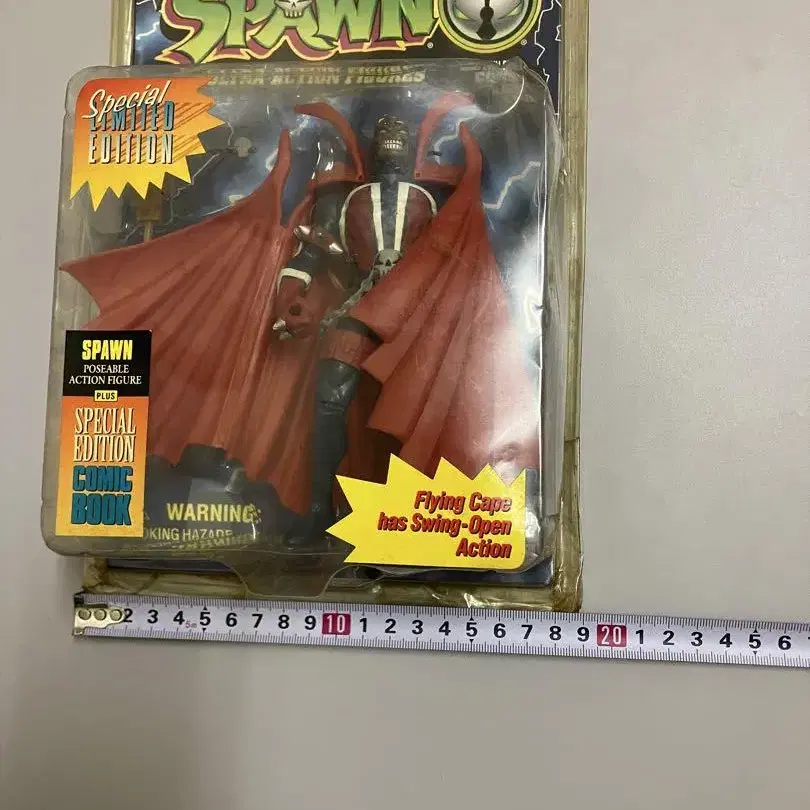 SPAWN
ULTRA-ACTION FIGURES
Special
LIMITED
EDITION
SPAWN
POSEABLE
ACTION FIGURE
PLUS
SPECIAL
EDITION
COMIC
BOOK
WARNING:
Flying Cape
has Swing-Open
Action
2 3 4 5m 5 6 7 8 9 10 1 2 3 4 5 6 7 8 9 20 1 2 3 4 5 6